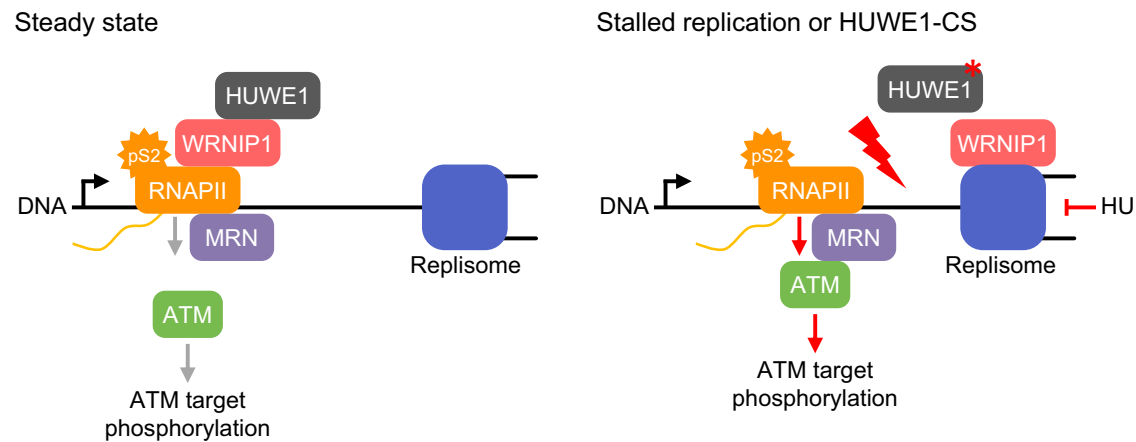 Steady state
HUWE1
WRNIP1
pS2
RNAPII
DNA
MRN
Replisome
ATM
ATM target
phosphorylation
Stalled replication or HUWE1-CS
HUWE1*
WRNIP1
pS2
RNAPII
DNA
HU
MRN
Replisome
ATM
ATM target
phosphorylation